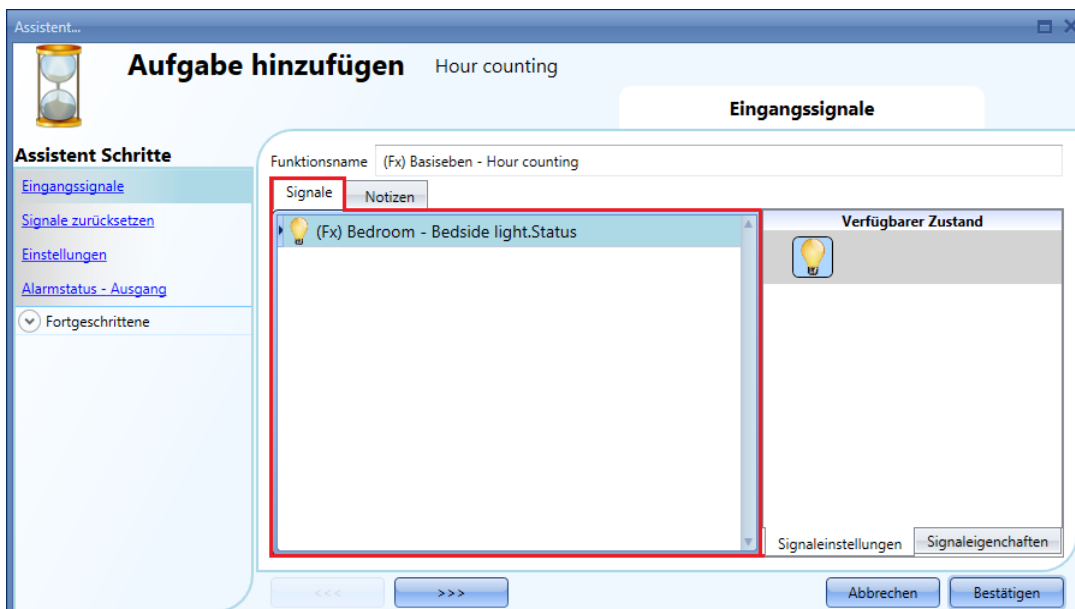 Assistent...
Aufgabe hinzufügen
Hour counting
Eingangssignale
Assistent Schritte
Eingangssignale
Signale zurücksetzen
Einstellungen
Alarmstatus - Ausgang
Fortgeschrittene
Funktionsname
(Fx) Basiseben - Hour counting
Signale
Notizen
(Fx) Bedroom - Bedside light.Status
Verfügbarer Zustand
Signaleinstellungen
Signaleigenchaften
<<<
>>>
Abbrechen
Bestätigen